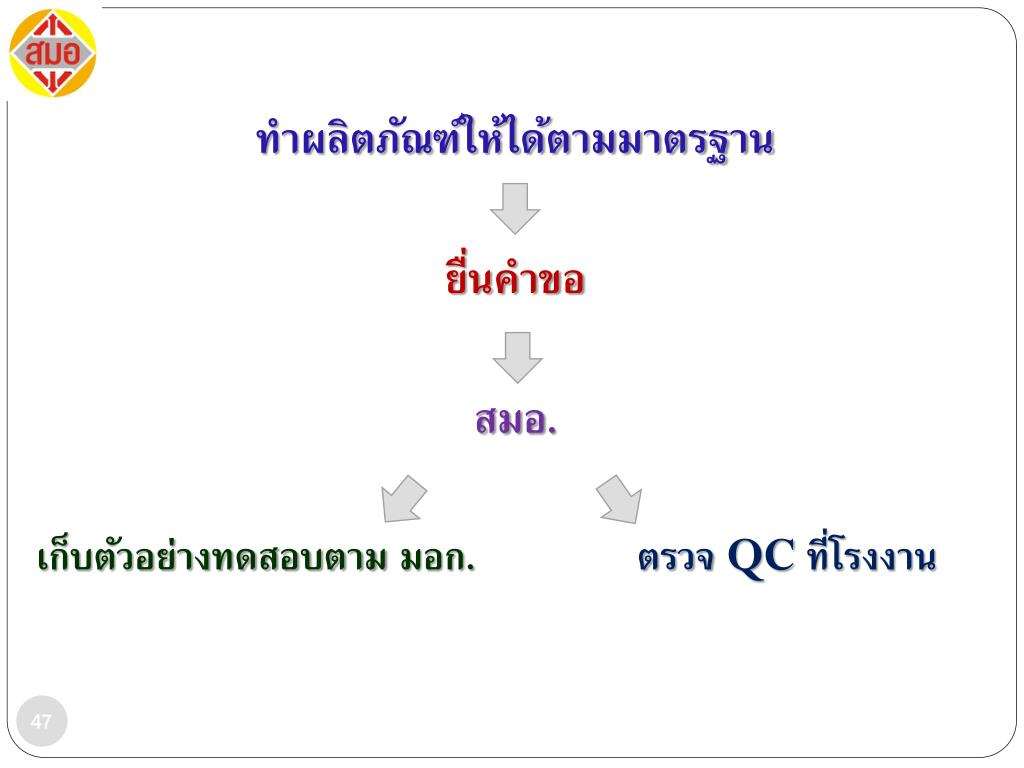 สมอ
ทำผลิตภัณฑ์ให้ได้ตามมาตรฐาน
ยื่นคำขอ
สมอ.
เก็บตัวอย่างทดสอบตาม มอก.
ตรวจ QC ที่โรงงาน
47